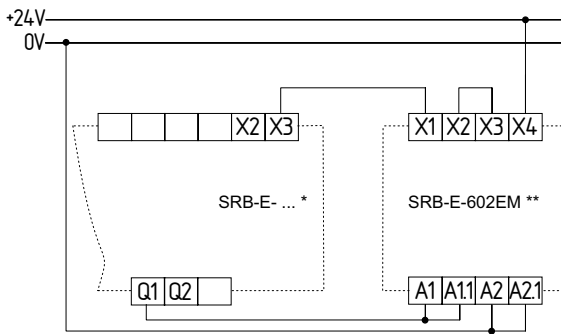 +24V
0V
X2 X3
X1 X2 X3 X4
SRB-E- ... *
SRB-E-602EM **
Q1 Q2
A1 A1.1 A2 A2.1